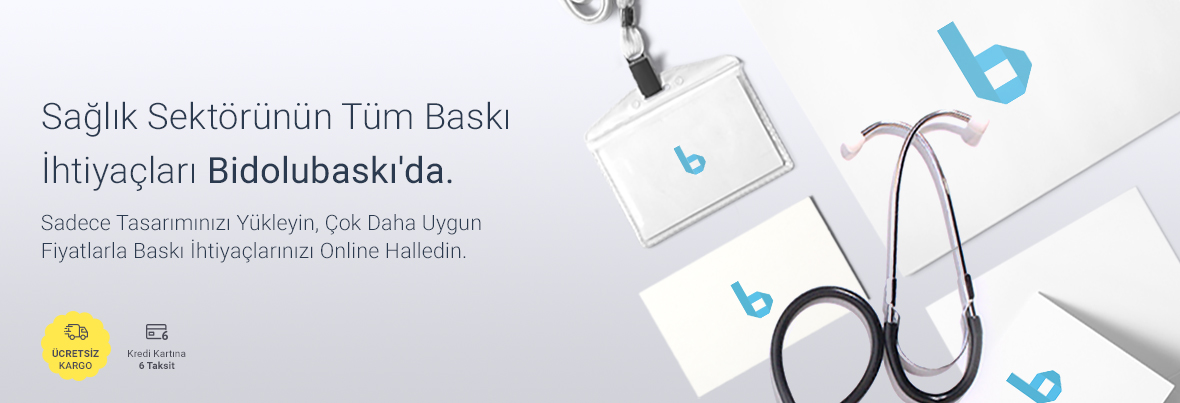 Sağlık Sektörünün Tüm Baskı
İhtiyaçları Bidolubaskı'da.
Sadece Tasarımınızı Yükleyin, Çok Daha Uygun
Fiyatlarla Baskı İhtiyaçlarınızı Online Halledin.
ÜCRETSİZ
KARGO
6
Kredi Kartına
6 Taksit
b
b
b
b